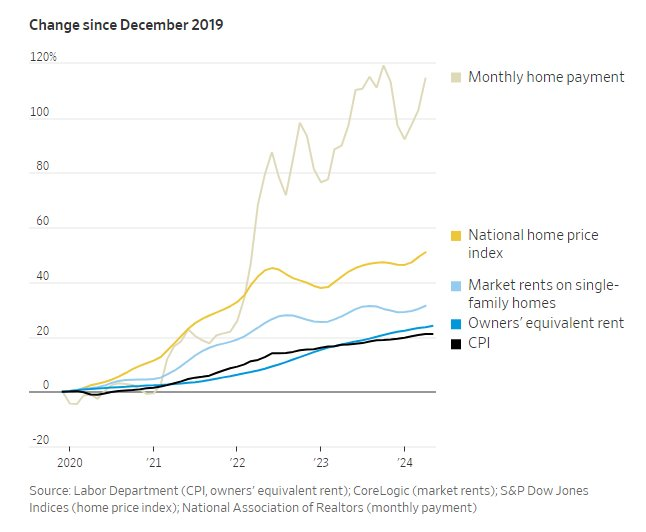 Change since December 2019
120%
100
80
60
40
20
0
-20
2020
'21
'22
'23
'24
Monthly home payment
National home price
index
Market rents on single-
family homes
Owners’ equivalent rent
CPI
Source: Labor Department (CPI, owners’ equivalent rent); CoreLogic (market rents); S&P Dow Jones
Indices (home price index); National Association of Realtors (monthly payment)